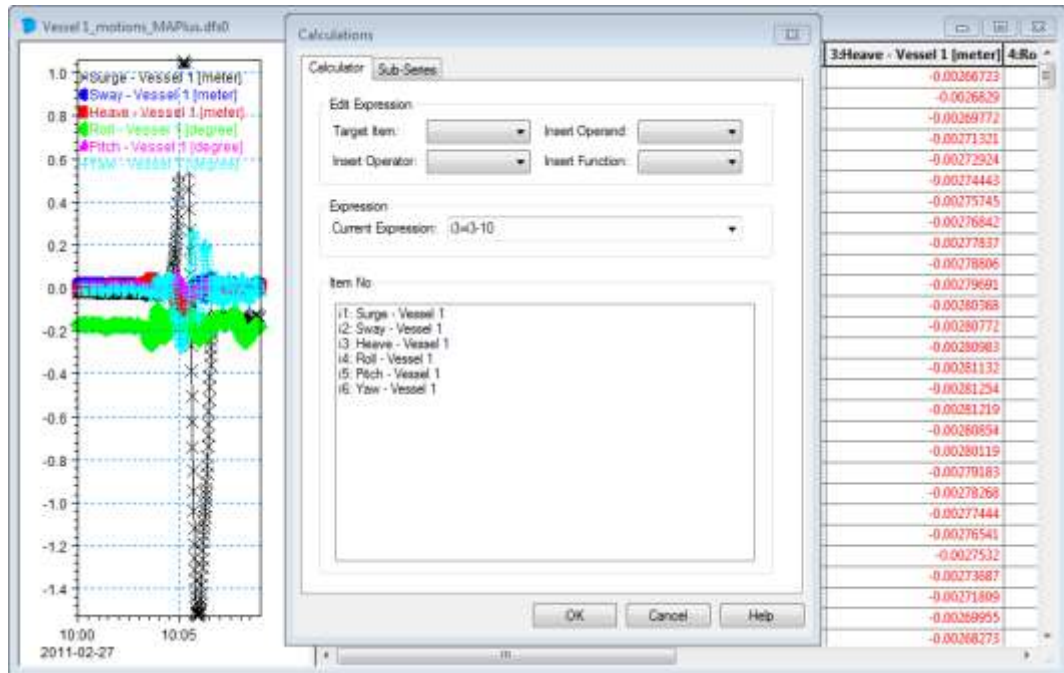 Vessel 1_motions_MAPlus.dfs0
1.0
0.8
0.6
0.4
0.2
0.0
-0.2
-0.4
-0.6
-0.8
-1.0
-1.2
-1.4
Surge - Vessel 1 [meter]
Sway - Vessel 1 [meter]
Heave - Vessel 1 [meter]
Roll - Vessel 1 [degree]
Pitch - Vessel 1 [degree]
Yaw - Vessel 1 [degree]
10:00 10:05
2011-02-27
Calculations
Calculator Sub-Series
Edit Expression
Target Item: Insert Operand:
Insert Operator: Insert Function:
Expression
Current Expression: i3=i3-10
Item No
i1: Surge - Vessel 1
i2: Sway - Vessel 1
i3: Heave - Vessel 1
i4: Roll - Vessel 1
i5: Pitch - Vessel 1
i6: Yaw - Vessel 1
OK Cancel Help
3:Heave - Vessel 1 [meter] 4:Ro
-0.00266723
-0.0026829
-0.00269772
-0.00271321
-0.00272924
-0.00274443
-0.00275745
-0.00276842
-0.00277837
-0.00278806
-0.00279691
-0.00280368
-0.00280772
-0.00280983
-0.00281132
-0.00281254
-0.00281219
-0.00280854
-0.00280119
-0.00279183
-0.00278268
-0.00277444
-0.00276541
-0.0027532
-0.00273687
-0.00271809
-0.00269955
-0.00268273